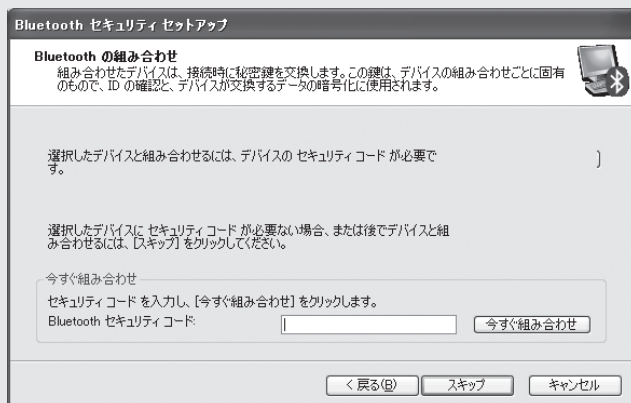 Bluetooth セキュリティ セットアップ
Bluetooth の組み合わせ
組み合わせたデバイスは、接続時に秘密鍵を交換します。この鍵は、デバイスの組み合わせごとに固有
のもので、ID の確認と、デバイスが交換するデータの暗号化に使用されます。
選択したデバイスと組み合わせるには、デバイスの セキュリティ コード が必要で
す。
]
選択したデバイスに セキュリティ コード が必要ない場合、または後でデバイスと組
み合わせるには、[スキップ] をクリックしてください。
今すぐ組み合わせ
セキュリティ コード を入力し、[今すぐ組み合わせ] をクリックします。
Bluetooth セキュリティ コード:
今すぐ組み合わせ
< 戻る(B)
スキップ
キャンセル